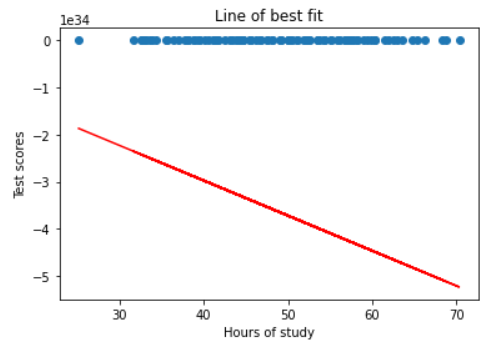 Line of best fit
1e34
0
−1
−2
−3
−4
−5
Test scores
30
40
50
60
70
Hours of study